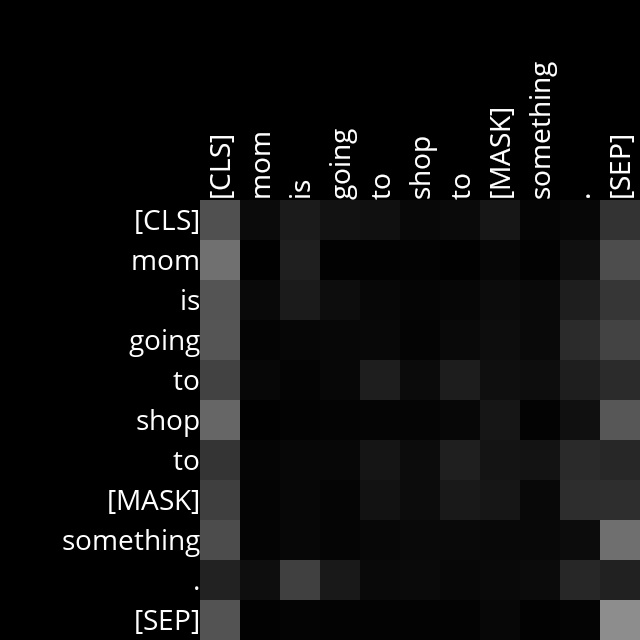 [CLS] mom is going to shop to [MASK] something . [SEP]
[CLS]
mom
is
going
to
shop
to
[MASK]
something
.
[SEP]